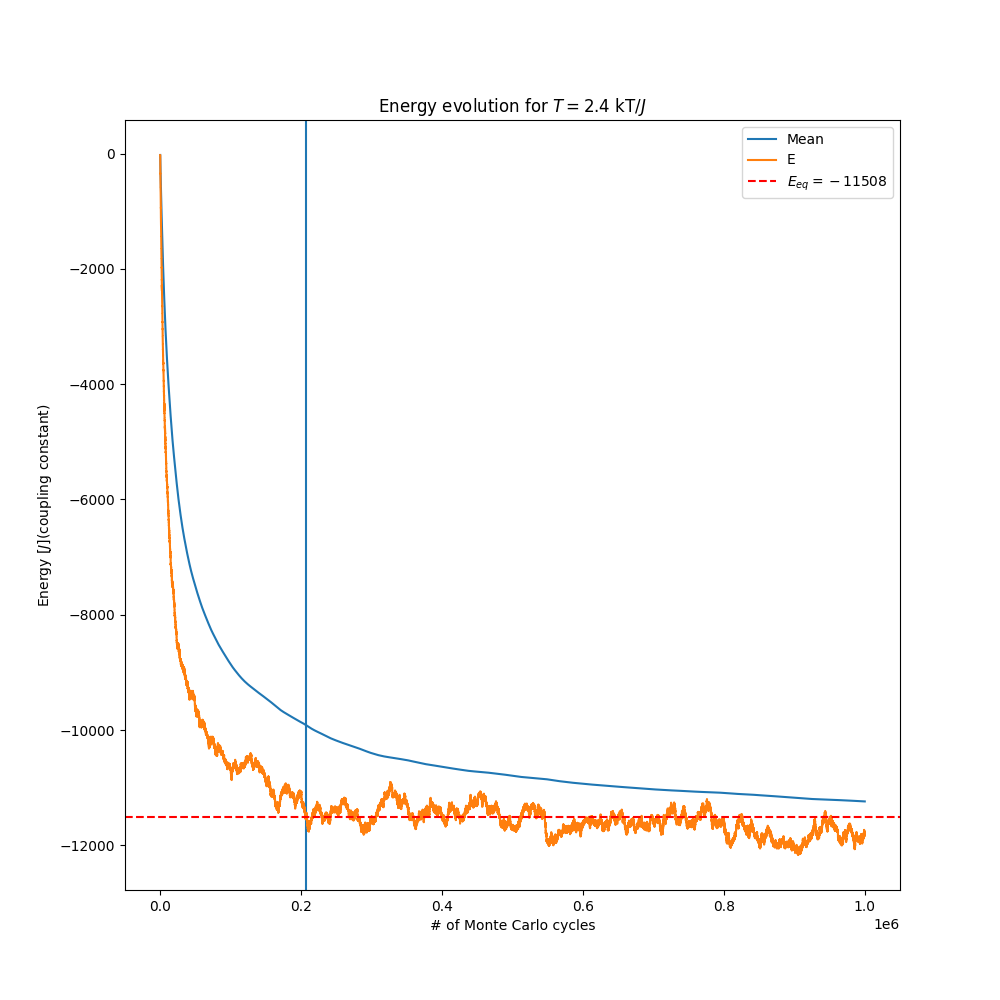 Energy evolution for T = 2.4 kT/J
Mean
E
E_eq = −11508
0
−2000
−4000
−6000
−8000
−10000
−12000
Energy [J](coupling constant)
0.0 0.2 0.4 0.6 0.8 1.0
1e6
# of Monte Carlo cycles